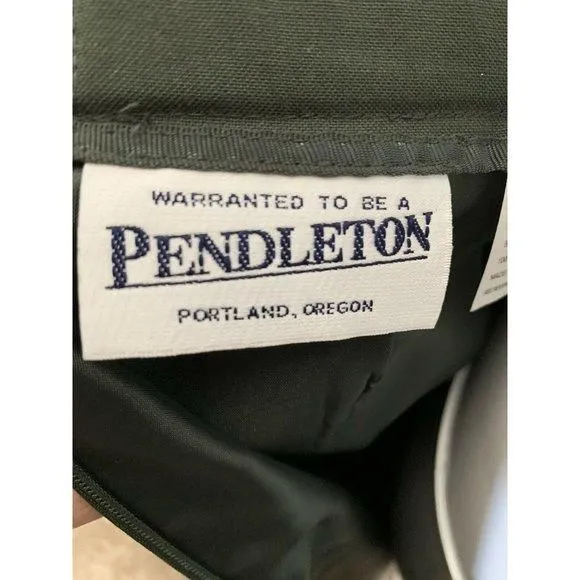 WARRANTED TO BE A
PENDLETON
PORTLAND, OREGON